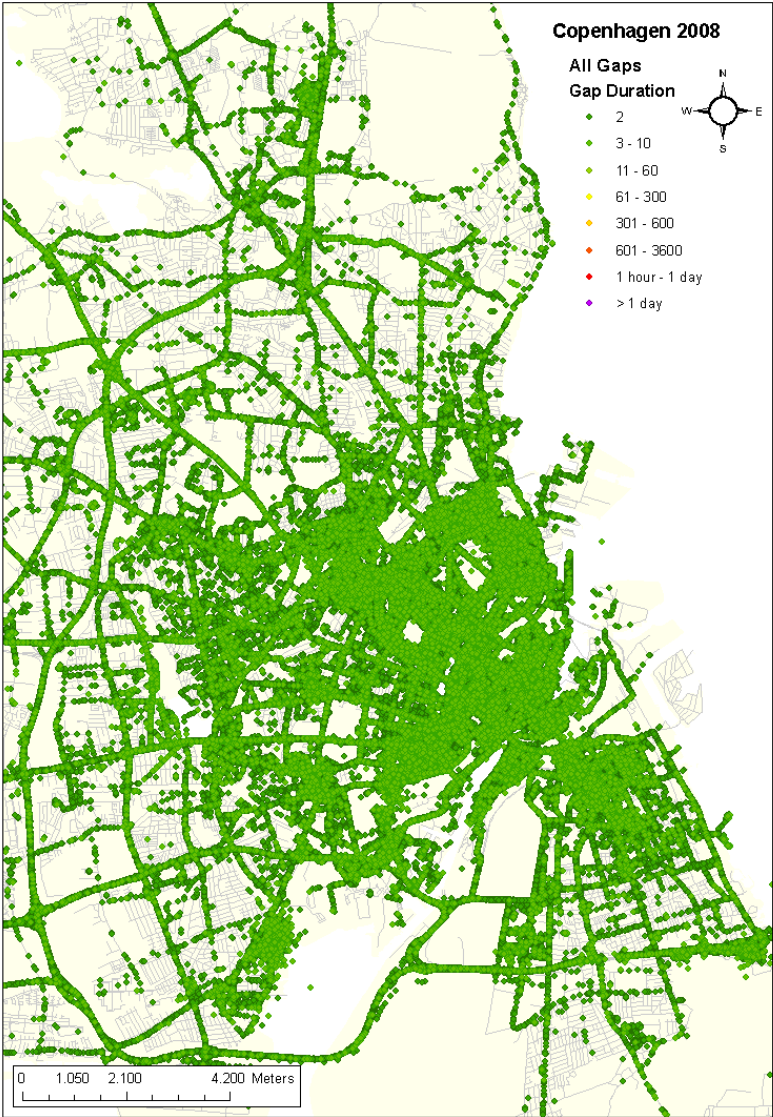 Copenhagen 2008
All Gaps
Gap Duration
N
W E
S
2
3 - 10
11 - 60
61 - 300
301 - 600
601 - 3600
1 hour - 1 day
> 1 day
0 1.050 2.100 4.200 Meters